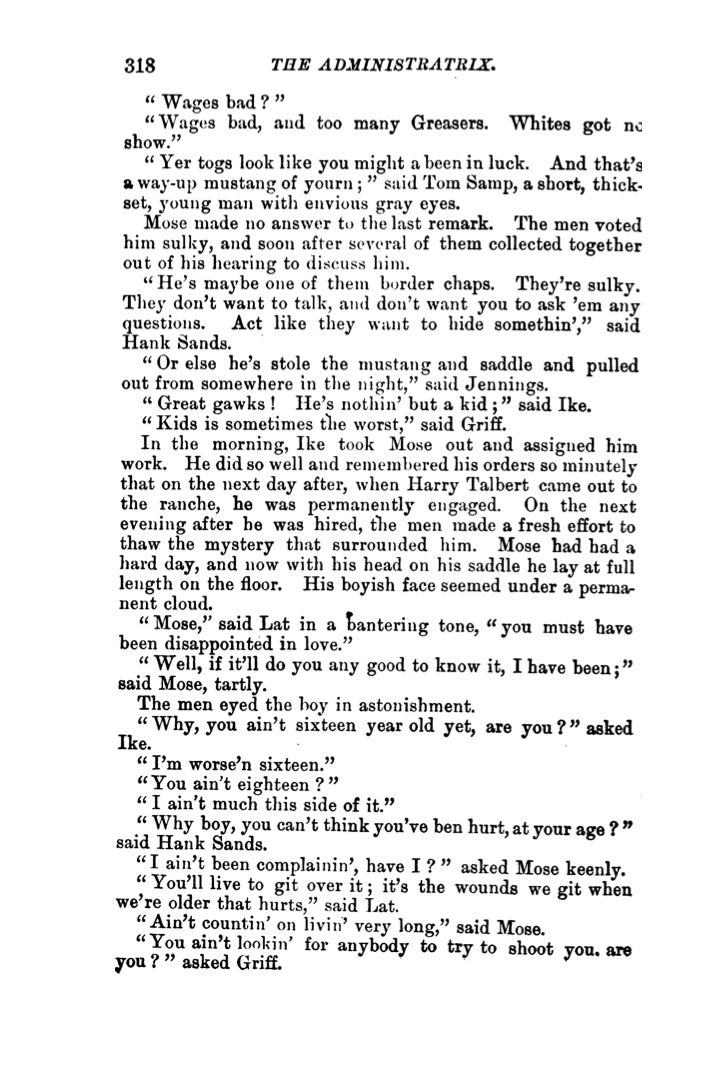 318 THE ADMINISTRATRIX.
“Wages bad?”
“Wages bad, and too many Greasers. Whites got no
show.”
“Yer togs look like you might a been in luck. And that’s
a way-up mustang of yourn;” said Tom Samp, a short, thick-
set, young man with envious gray eyes.
Mose made no answer to the last remark. The men voted
him sulky, and soon after several of them collected together
out of his hearing to discuss him.
“He’s maybe one of them border chaps. They’re sulky.
They don’t want to talk, and don’t want you to ask ’em any
questions. Act like they want to hide somethin’,” said
Hank Sands.
“Or else he’s stole the mustang and saddle and pulled
out from somewhere in the night,” said Jennings.
“Great gawks! He’s nothin’ but a kid;” said Ike.
“Kids is sometimes the worst,” said Griff.
In the morning, Ike took Mose out and assigned him
work. He did so well and remembered his orders so minutely
that on the next day after, when Harry Talbert came out to
the ranche, he was permanently engaged. On the next
evening after he was hired, the men made a fresh effort to
thaw the mystery that surrounded him. Mose had had a
hard day, and now with his head on his saddle he lay at full
length on the floor. His boyish face seemed under a perma-
nent cloud.
“Mose,” said Lat in a bantering tone, “you must have
been disappointed in love.”
“Well, if it’ll do you any good to know it, I have been;”
said Mose, tartly.
The men eyed the boy in astonishment.
“Why, you ain’t sixteen year old yet, are you?” asked
Ike.
“I’m worse’n sixteen.”
“You ain’t eighteen?”
“I ain’t much this side of it.”
“Why boy, you can’t think you’ve ben hurt, at your age?”
said Hank Sands.
“I ain’t been complainin’, have I?” asked Mose keenly.
“You’ll live to git over it; it’s the wounds we git when
we’re older that hurts,” said Lat.
“Ain’t countin’ on livin’ very long,” said Mose.
“You ain’t lookin’ for anybody to try to shoot you. are
you?” asked Griff.